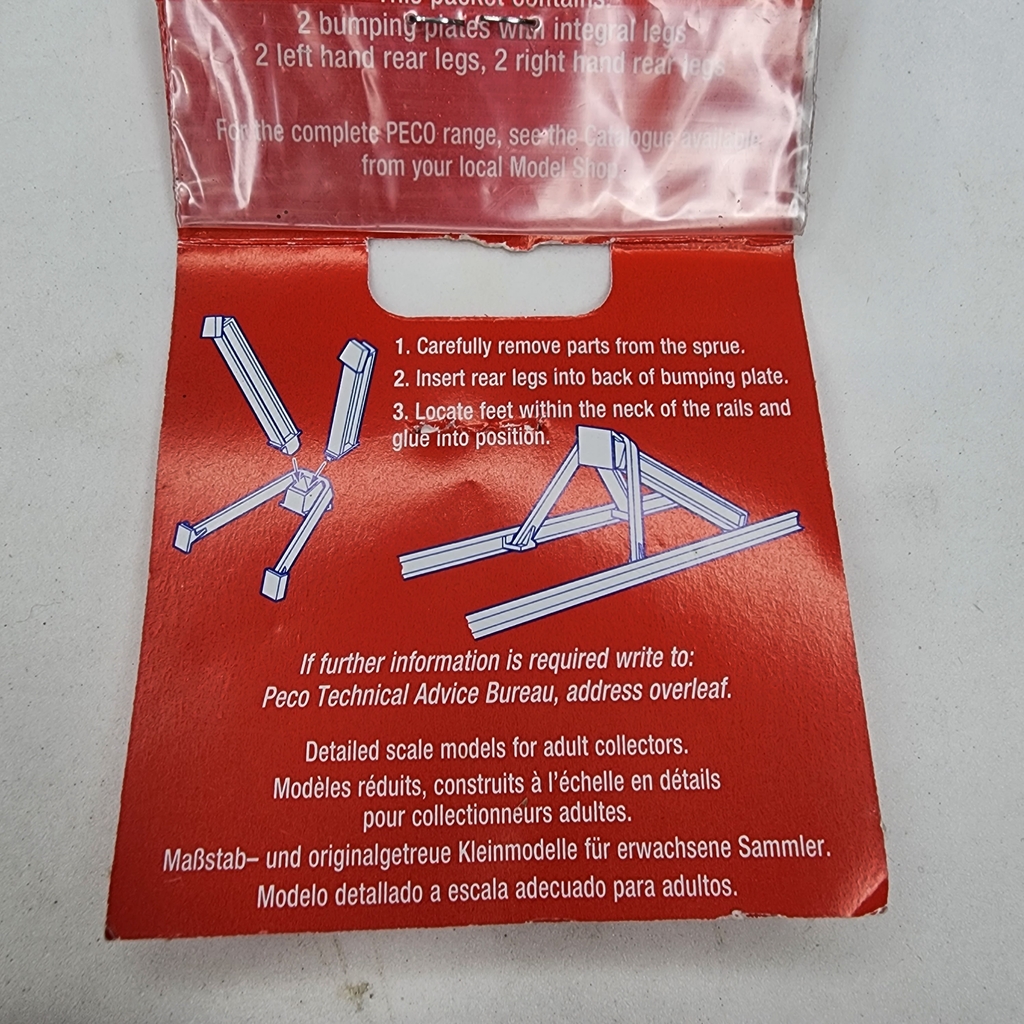 This packet contains:
2 bumping plates with integral legs
2 left hand rear legs, 2 right hand rear legs
For the complete PECO range, see the Catalogue available
from your local Model Shop
1. Carefully remove parts from the sprue.
2. Insert rear legs into back of bumping plate.
3. Locate feet within the neck of the rails and
glue into position.
If further information is required write to:
Peco Technical Advice Bureau, address overleaf.
Detailed scale models for adult collectors.
Modèles réduits, construits à l'échelle en détails
pour collectionneurs adultes.
Maßstab– und originalgetreue Kleinmodelle für erwachsene Sammler.
Modelo detallado a escala adecuado para adultos.